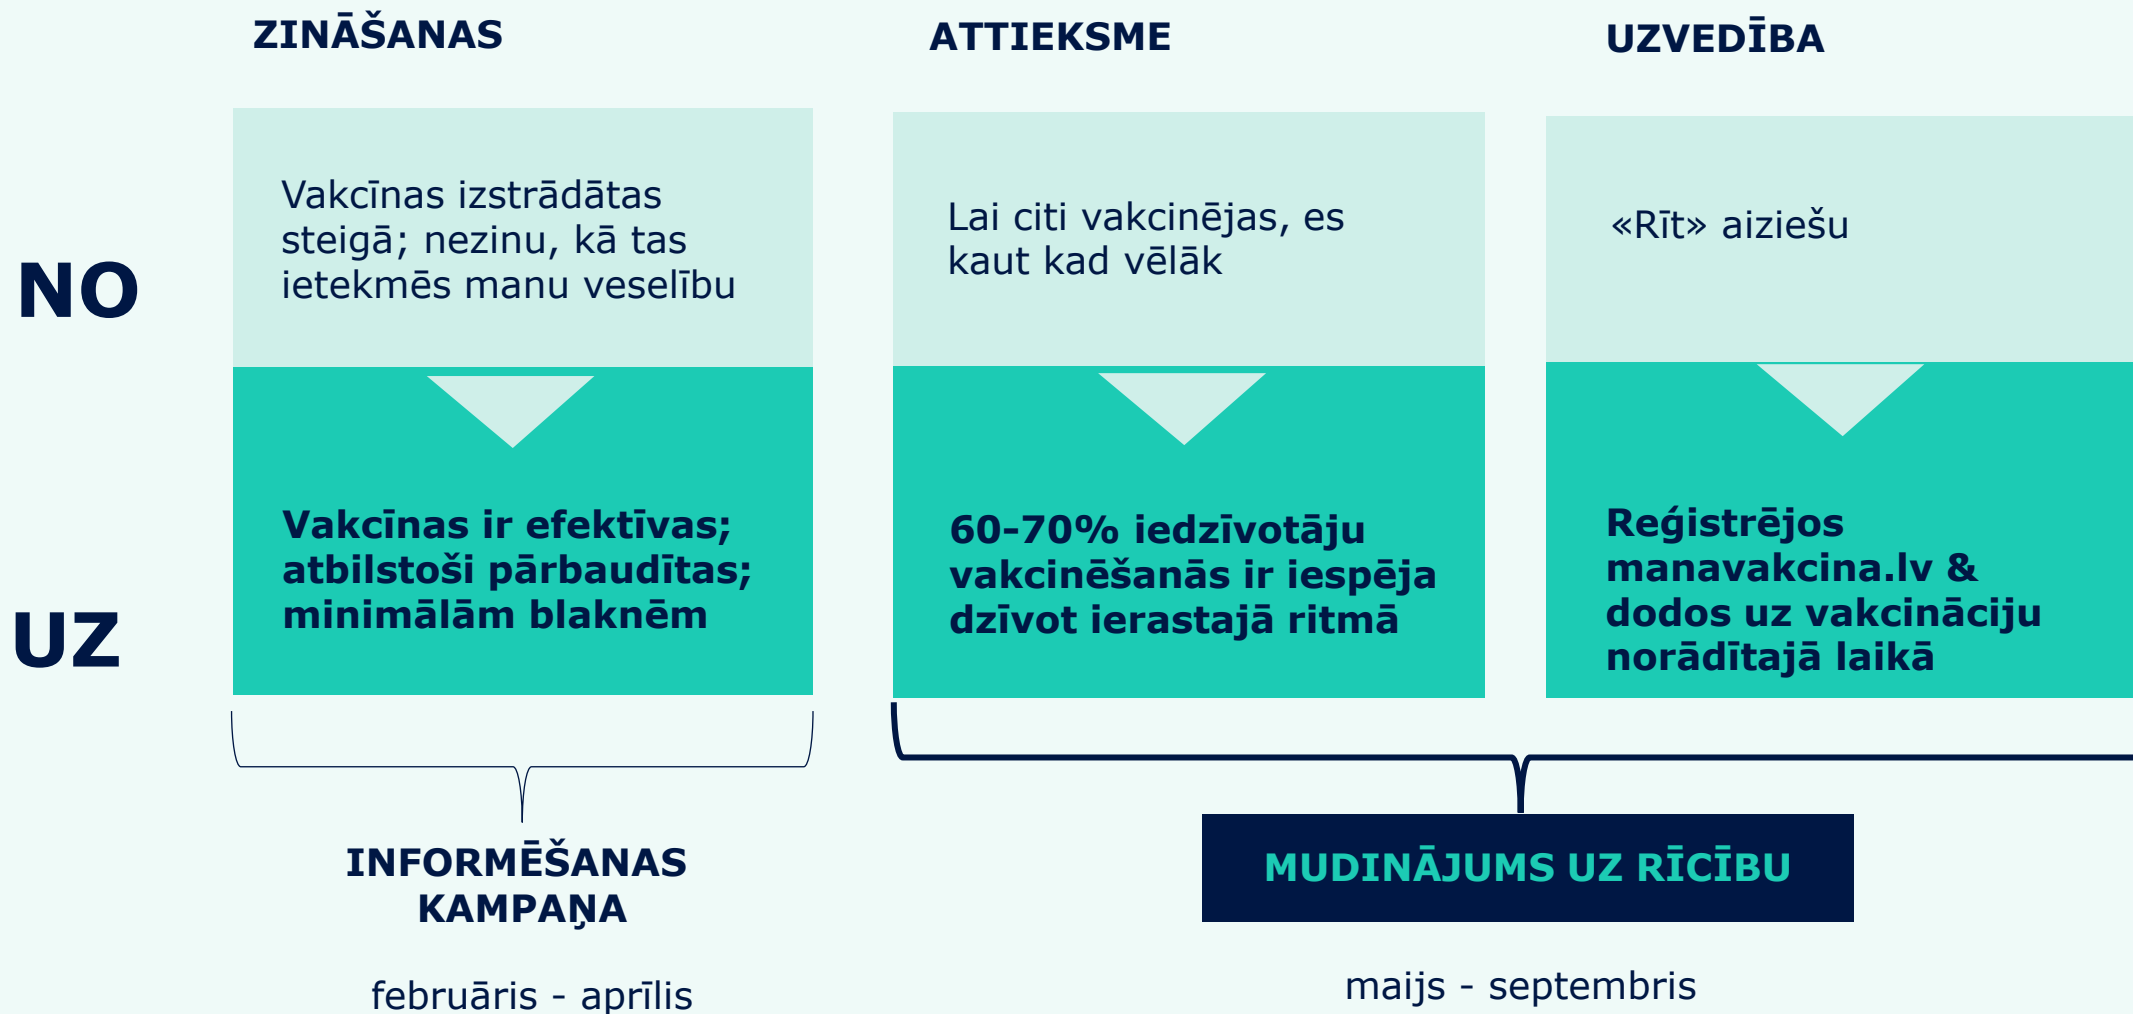 ZINĀŠANAS
ATTIEKSME
UZVEDĪBA
NO
Vakcīnas izstrādātas
steigā; nezinu, kā tas
ietekmēs manu veselību
Lai citi vakcinējas, es
kaut kad vēlāk
«Rīt» aiziešu
UZ
Vakcīnas ir efektīvas;
atbilstoši pārbaudītas;
minimālām blaknēm
60-70% iedzīvotāju
vakcinēšanās ir iespēja
dzīvot ierastajā ritmā
Reģistrējos
manavakcina.lv &
dodos uz vakcināciju
norādītajā laikā
INFORMĒŠANAS
KAMPAŅA
februāris - aprīlis
MUDINĀJUMS UZ RĪCĪBU
maijs - septembris